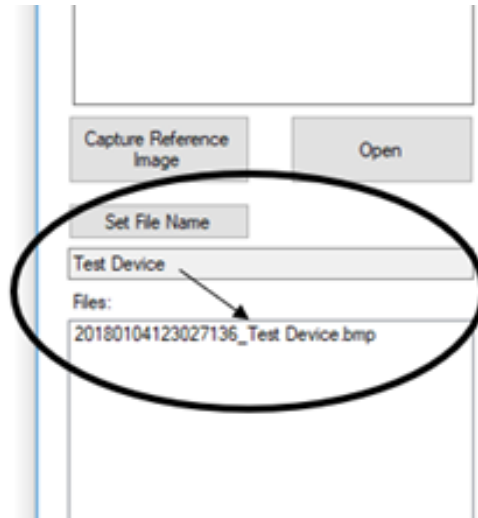 Capture Reference
Image
Open
Set File Name
Test Device
Files:
20180104123027136_Test Device.bmp